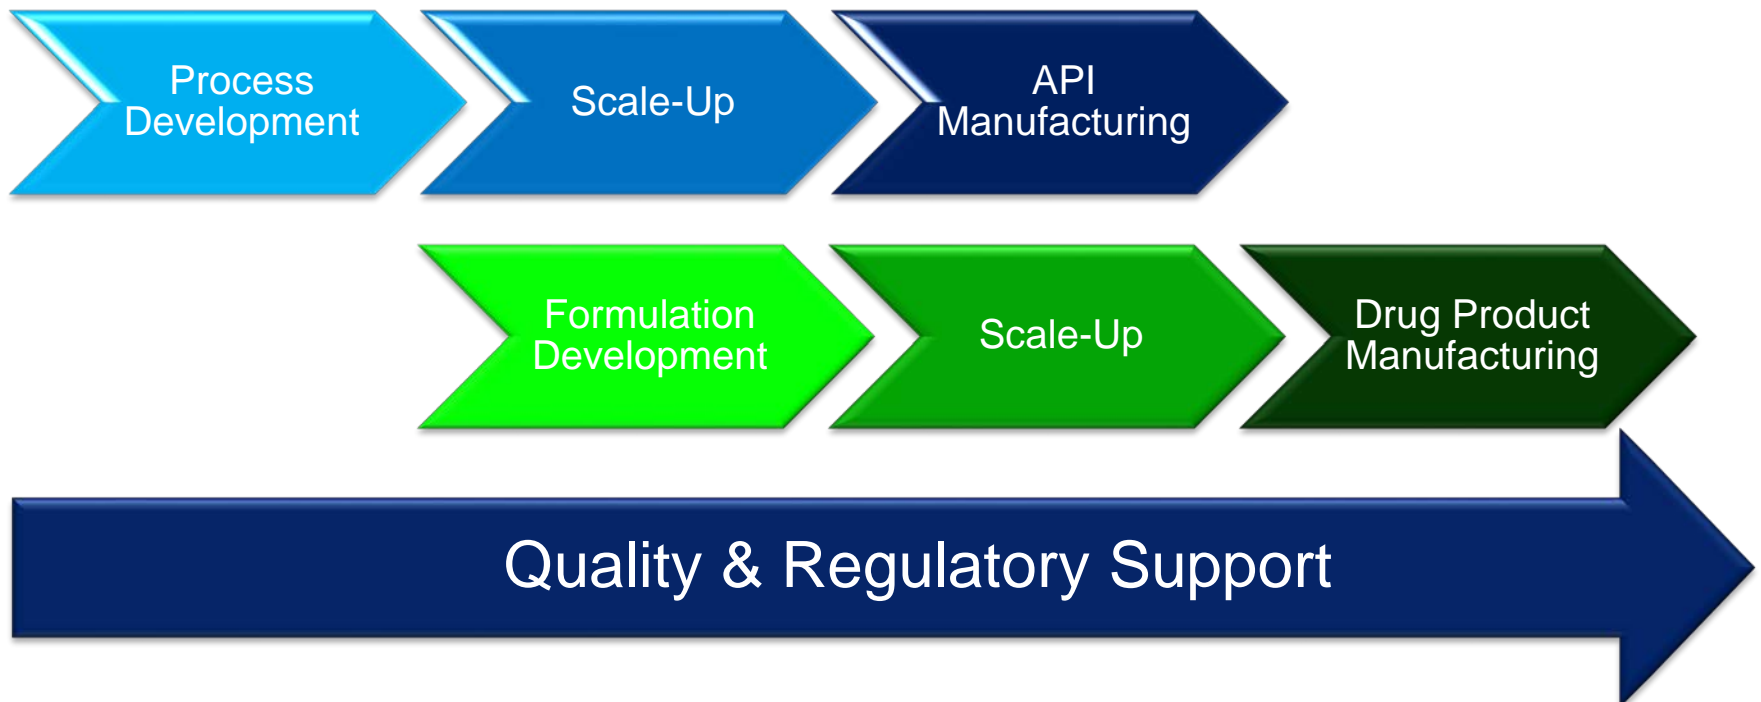 Process
Development
Scale-Up
API
Manufacturing
Formulation
Development
Scale-Up
Drug Product
Manufacturing
Quality & Regulatory Support